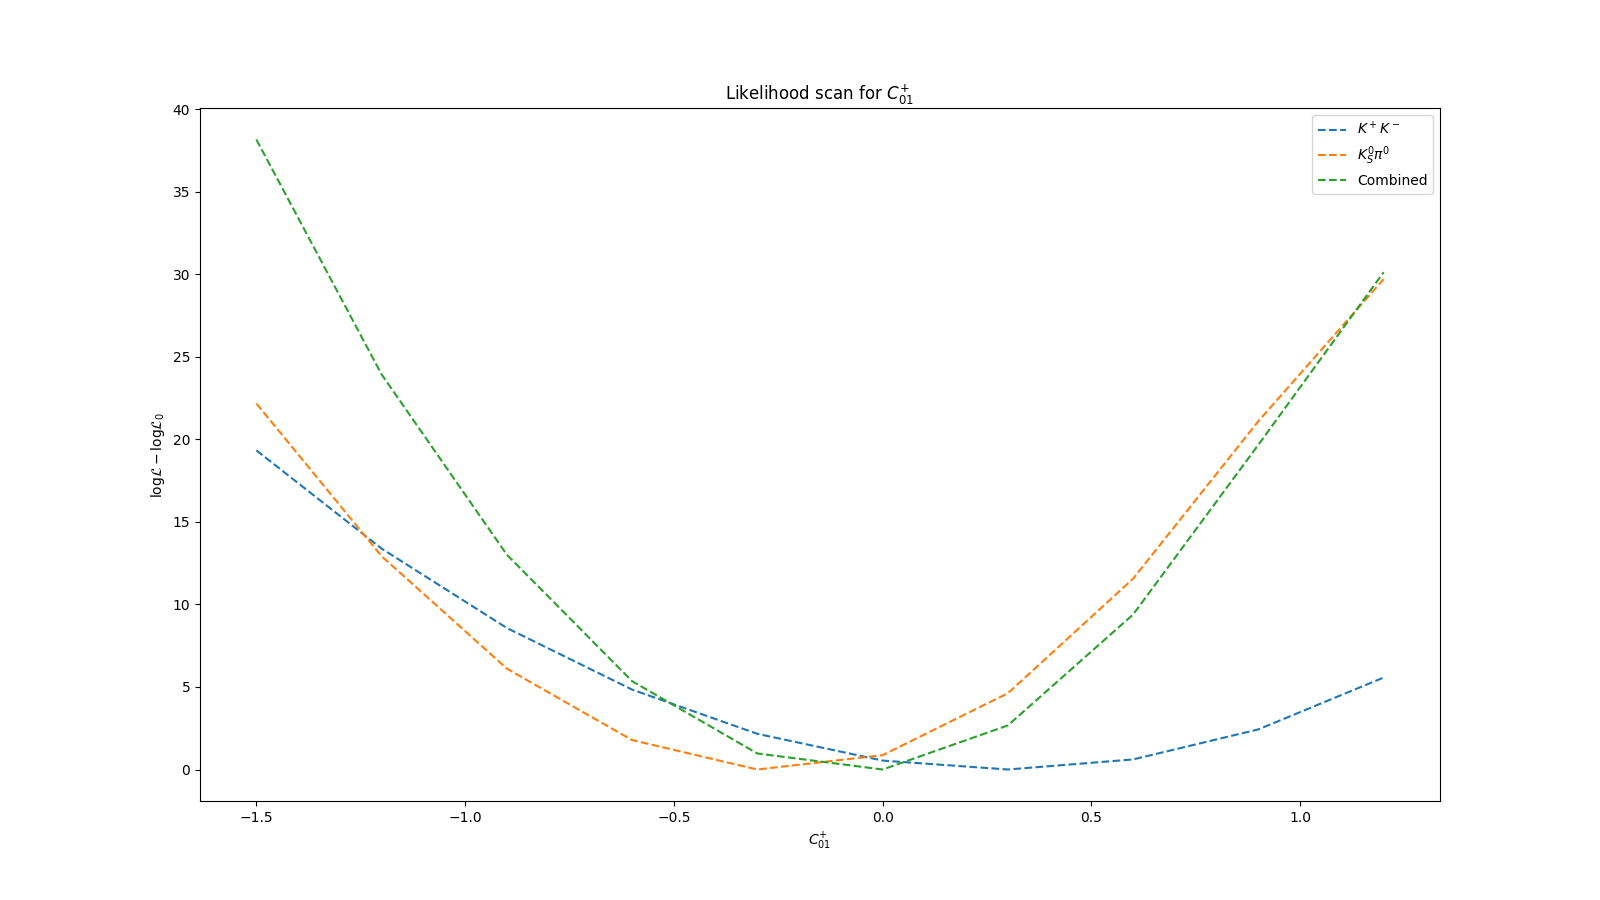 Likelihood scan for $C_{01}^{+}$
40
35
30
25
20
15
10
5
0
$\log\mathcal{L} - \log\mathcal{L}_0$
−1.5 −1.0 −0.5 0.0 0.5 1.0
$C_{01}^{+}$
$K^+K^-$
$K_S^0\pi^0$
Combined